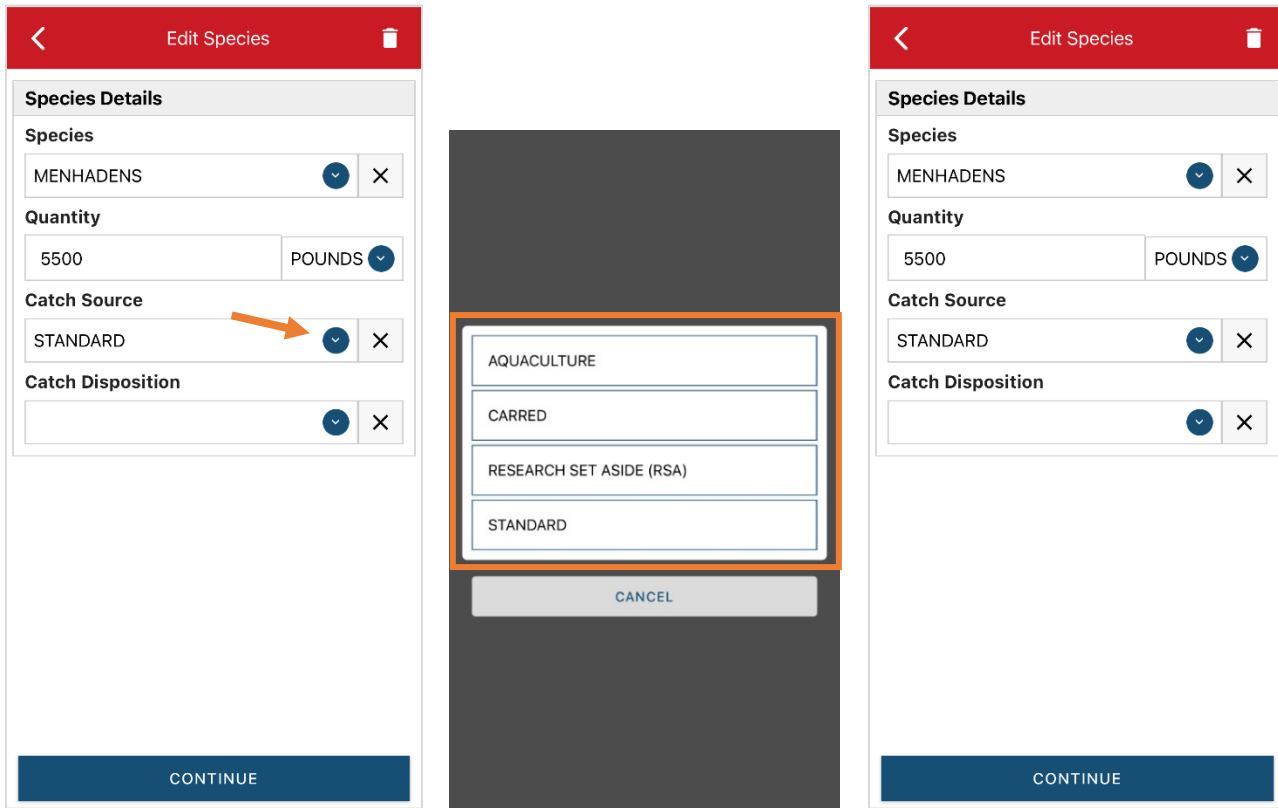 Edit Species
Species Details
Species
MENHADENS
Quantity
5500 POUNDS
Catch Source
STANDARD
Catch Disposition
CONTINUE
AQUACULTURE
CARRED
RESEARCH SET ASIDE (RSA)
STANDARD
CANCEL
Edit Species
Species Details
Species
MENHADENS
Quantity
5500 POUNDS
Catch Source
STANDARD
Catch Disposition
CONTINUE